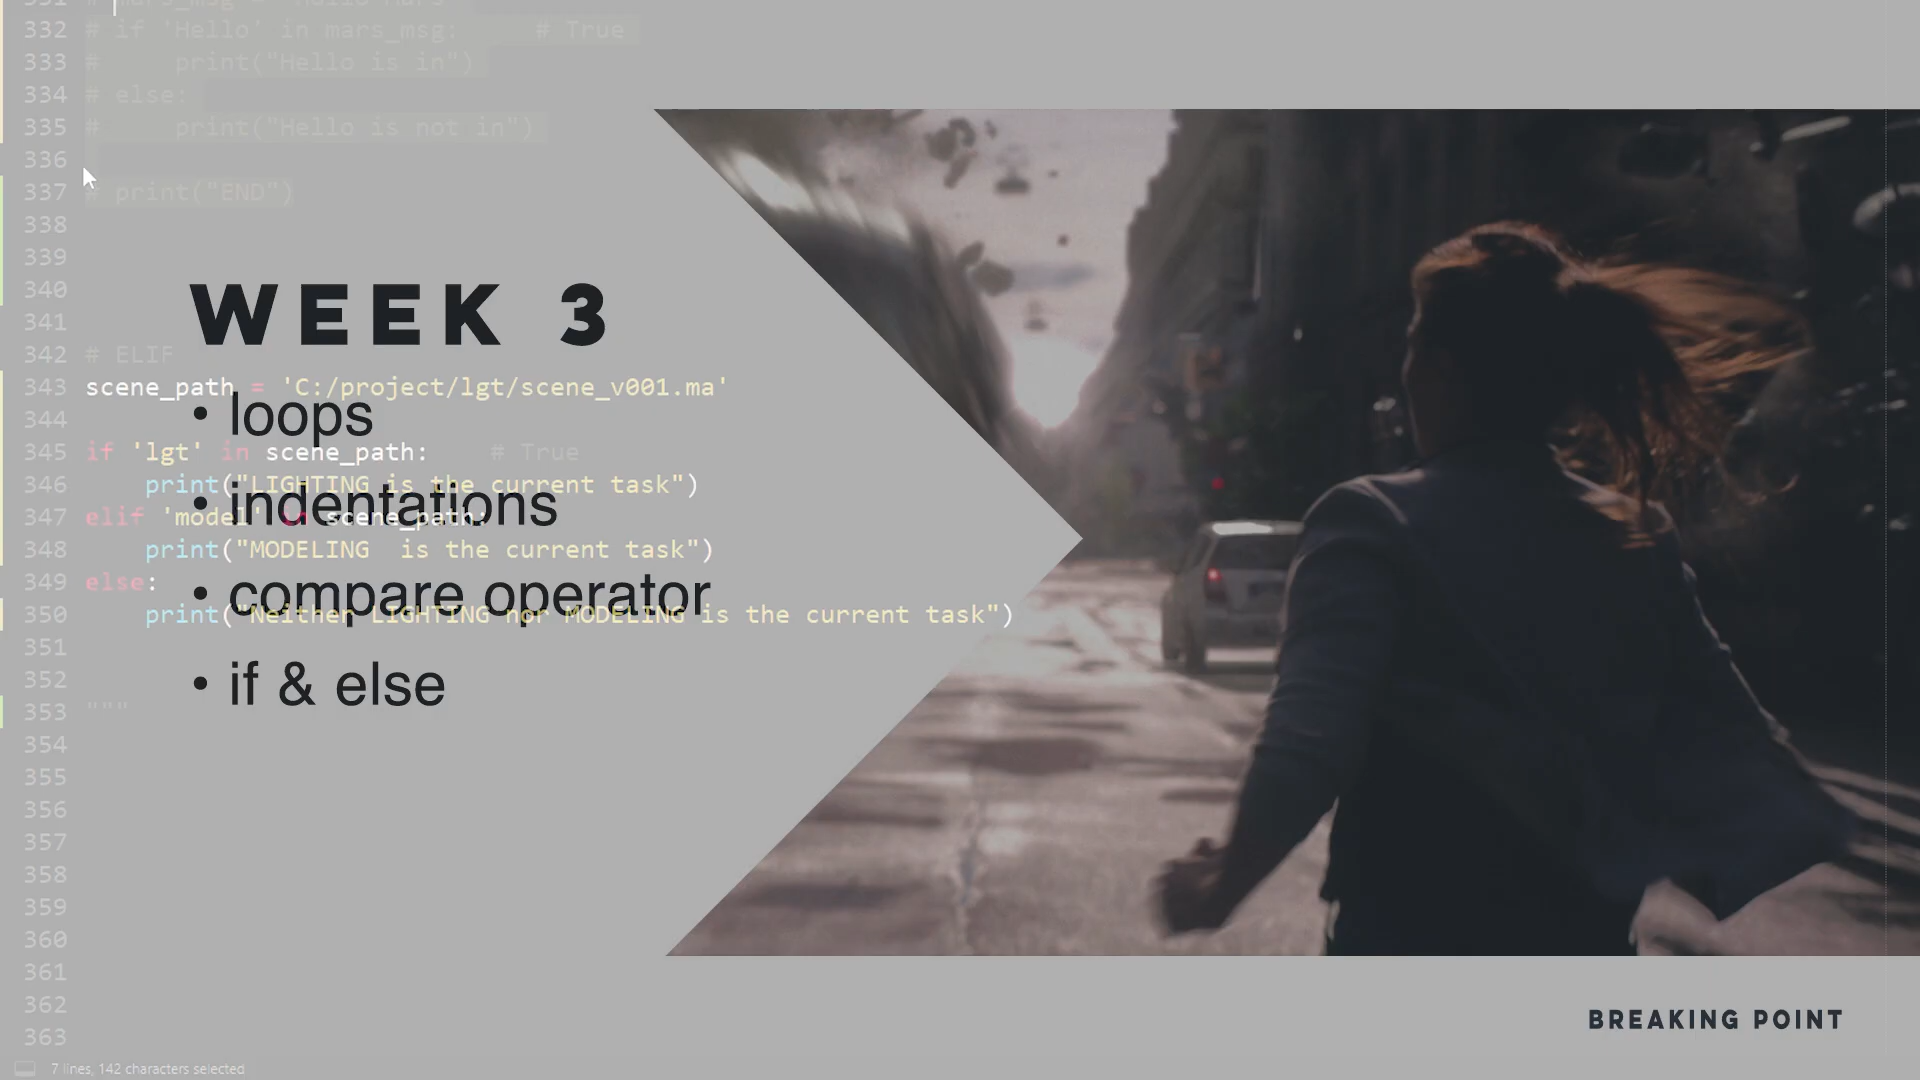 331 # mars_msg = 'Hello Mars'
332 # if 'Hello' in mars_msg:     # True
333 #     print("Hello is in")
334 # else:
335 #     print("Hello is not in")
336
337 # print("END")
338
339
340
341
342 # ELIF
343 scene_path = 'C:/project/lgt/scene_v001.ma'
344
345 if 'lgt' in scene_path:    # True
346     print("LIGHTING is the current task")
347 elif 'model' in scene_path:
348     print("MODELING  is the current task")
349 else:
350     print("Neither LIGHTING nor MODELING is the current task")
351
352
353 """
354
355
356
357
358
359
360
361
362
363
7 lines, 142 characters selected
WEEK 3
• loops
• indentations
• compare operator
• if & else
BREAKING POINT